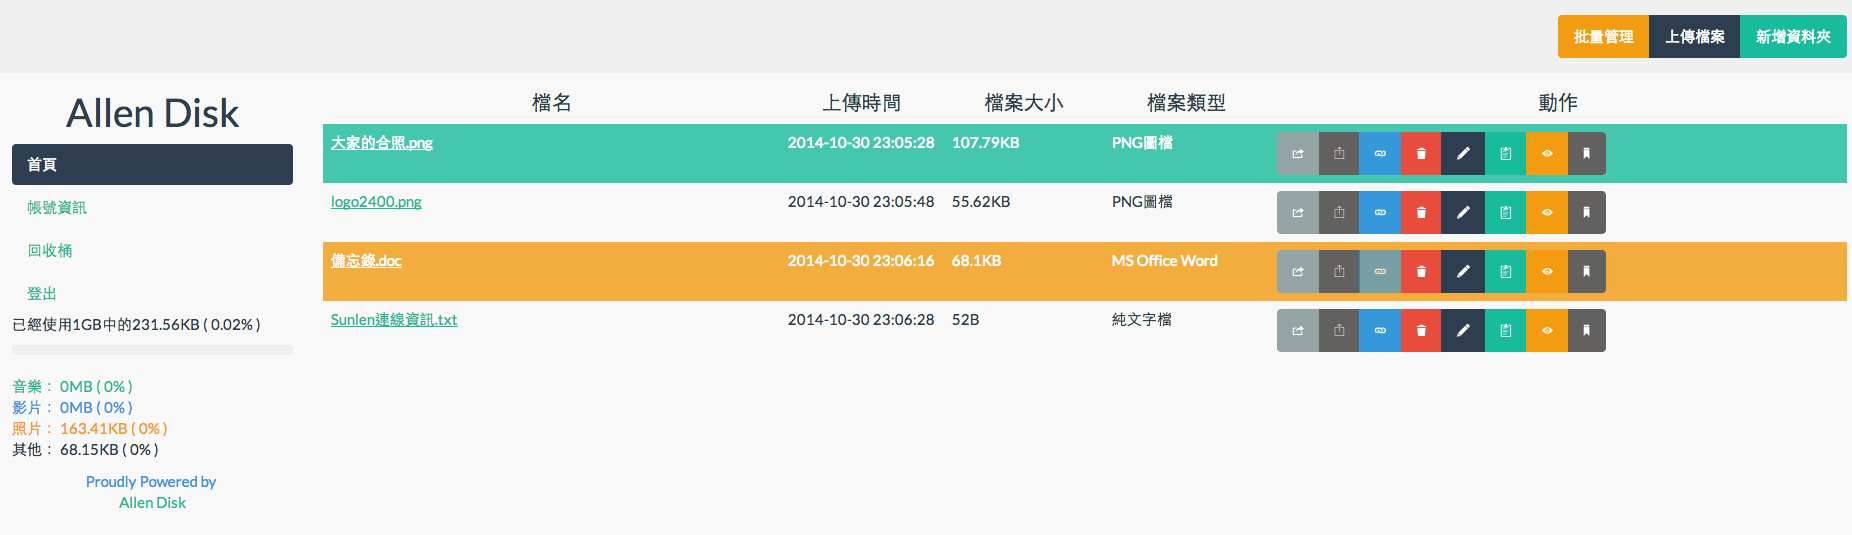 批量管理 上傳檔案 新增資料夾
Allen Disk
首頁
帳號資訊
回收桶
登出
已經使用1GB中的231.56KB ( 0.02% )
音樂： 0MB ( 0% )
影片： 0MB ( 0% )
照片： 163.41KB ( 0% )
其他： 68.15KB ( 0% )
Proudly Powered by
Allen Disk
檔名 上傳時間 檔案大小 檔案類型 動作
大家的合照.png 2014-10-30 23:05:28 107.79KB PNG圖檔
logo2400.png 2014-10-30 23:05:48 55.62KB PNG圖檔
備忘錄.doc 2014-10-30 23:06:16 68.1KB MS Office Word
Sunlen連線資訊.txt 2014-10-30 23:06:28 52B 純文字檔